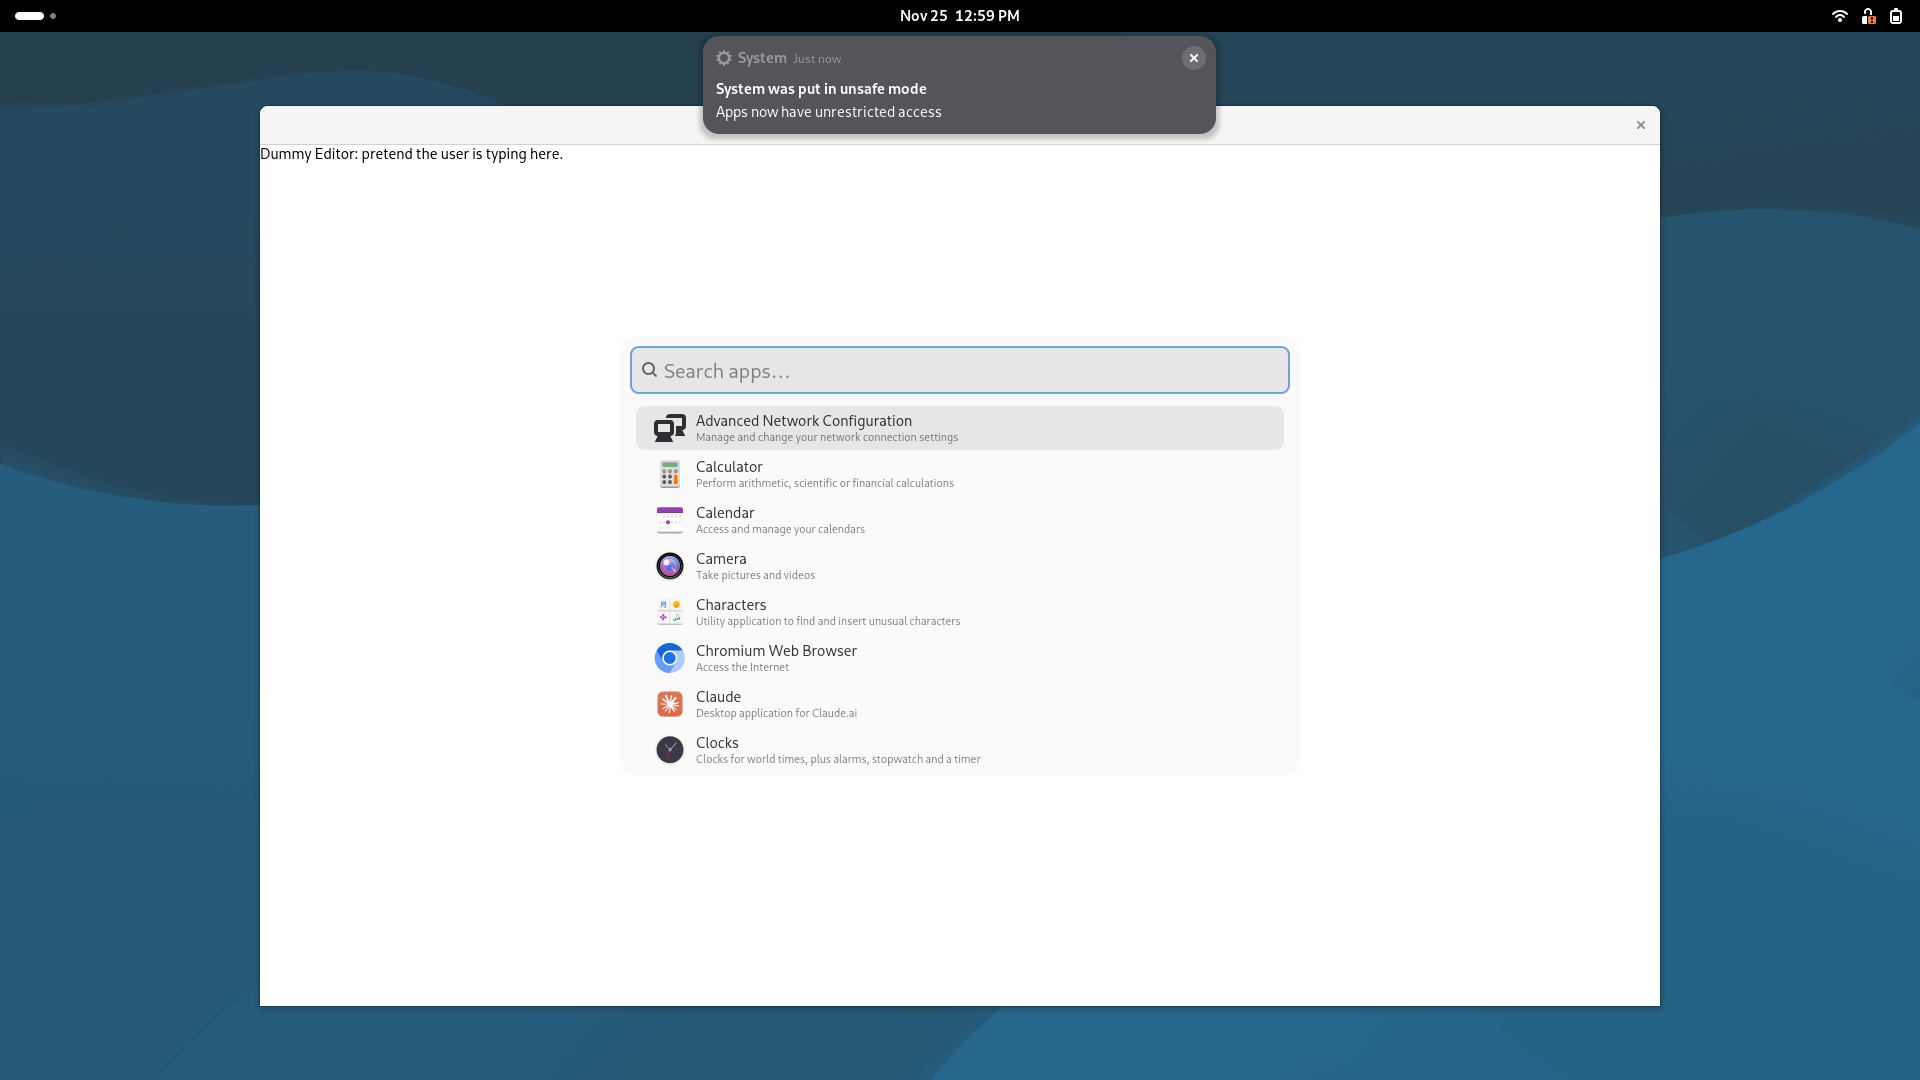 Nov 25 12:59 PM
System Just now
System was put in unsafe mode
Apps now have unrestricted access
Dummy Editor: pretend the user is typing here.
Search apps…
Advanced Network Configuration
Manage and change your network connection settings
Calculator
Perform arithmetic, scientific or financial calculations
Calendar
Access and manage your calendars
Camera
Take pictures and videos
Characters
Utility application to find and insert unusual characters
Chromium Web Browser
Access the Internet
Claude
Desktop application for Claude.ai
Clocks
Clocks for world times, plus alarms, stopwatch and a timer